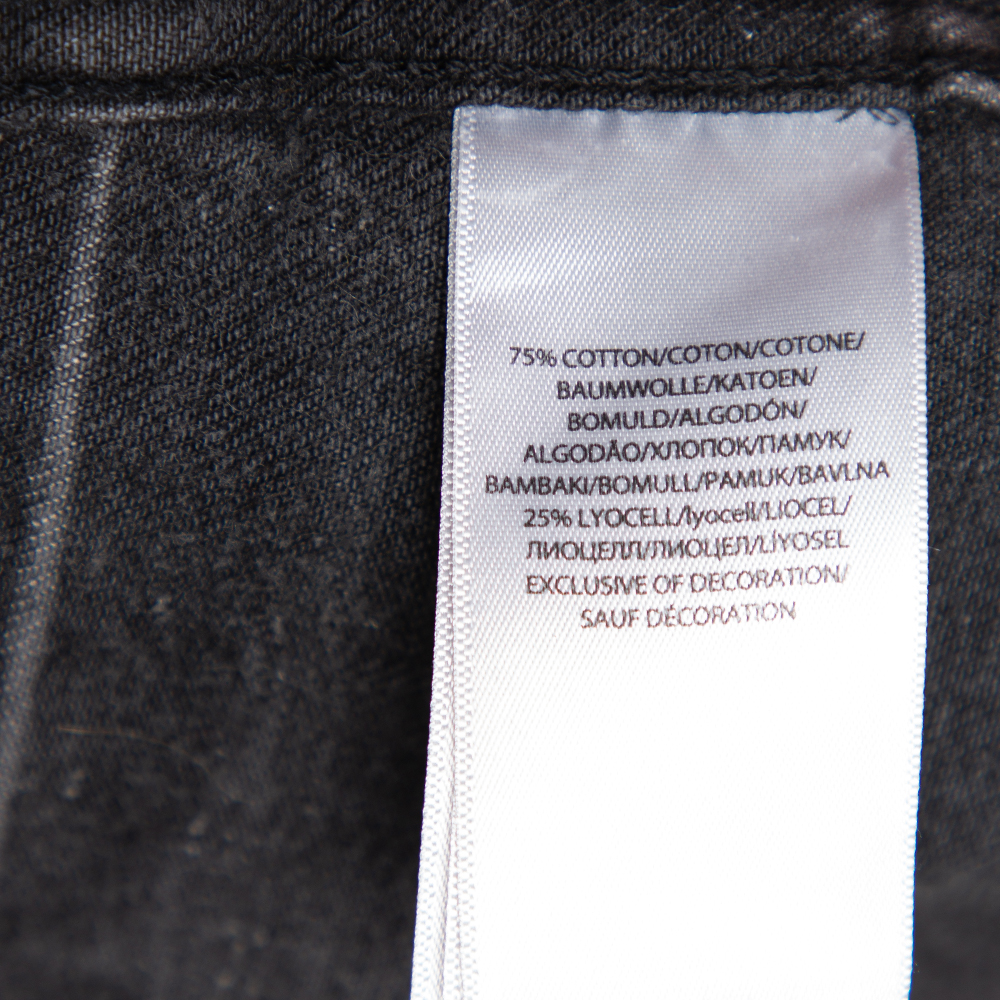 75% COTTON/COTON/COTONE/
BAUMWOLLE/KATOEN/
BOMULD/ALGODÓN/
ALGODÃO/ХЛОПОК/ПАМУК/
BAMBAKI/BOMULL/PAMUK/BAVLNA
25% LYOCELL/lyocell/LIOCEL/
ЛИОЦЕЛЛ/ЛИОЦЕЛ/LİYOSEL
EXCLUSIVE OF DECORATION/
SAUF DÉCORATION